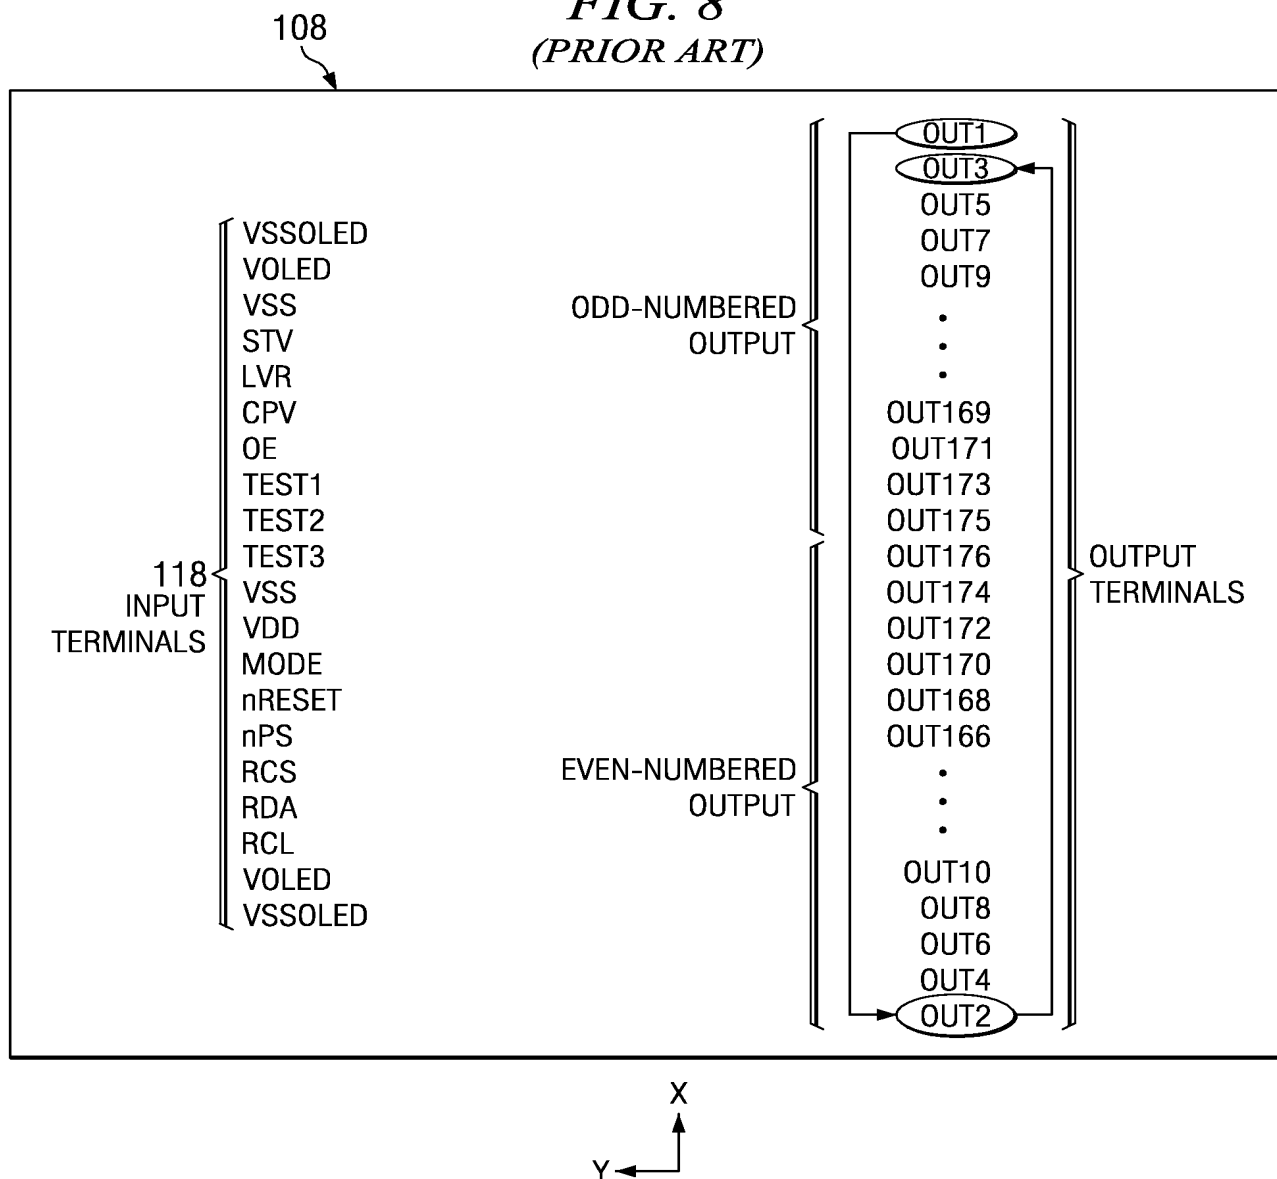 FIG. 8
(PRIOR ART)
108
118
INPUT
TERMINALS
VSSOLED
VOLED
VSS
STV
LVR
CPV
OE
TEST1
TEST2
TEST3
VSS
VDD
MODE
nRESET
nPS
RCS
RDA
RCL
VOLED
VSSOLED
ODD-NUMBERED
OUTPUT
EVEN-NUMBERED
OUTPUT
OUT1
OUT3
OUT5
OUT7
OUT9
OUT169
OUT171
OUT173
OUT175
OUT176
OUT174
OUT172
OUT170
OUT168
OUT166
OUT10
OUT8
OUT6
OUT4
OUT2
OUTPUT
TERMINALS
X
Y